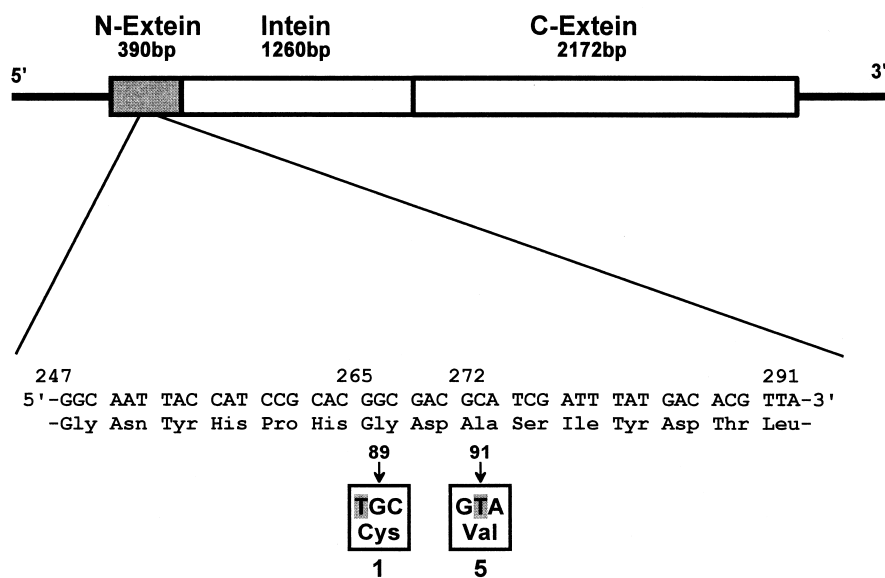 N-Extein Intein C-Extein
390bp 1260bp 2172bp
5' 3'
247 265 272 291
5'-GGC AAT TAC CAT CCG CAC GGC GAC GCA TCG ATT TAT GAC ACG TTA-3'
-Gly Asn Tyr His Pro His Gly Asp Ala Ser Ile Tyr Asp Thr Leu-
89 91
TGC GTA
Cys Val
1 5